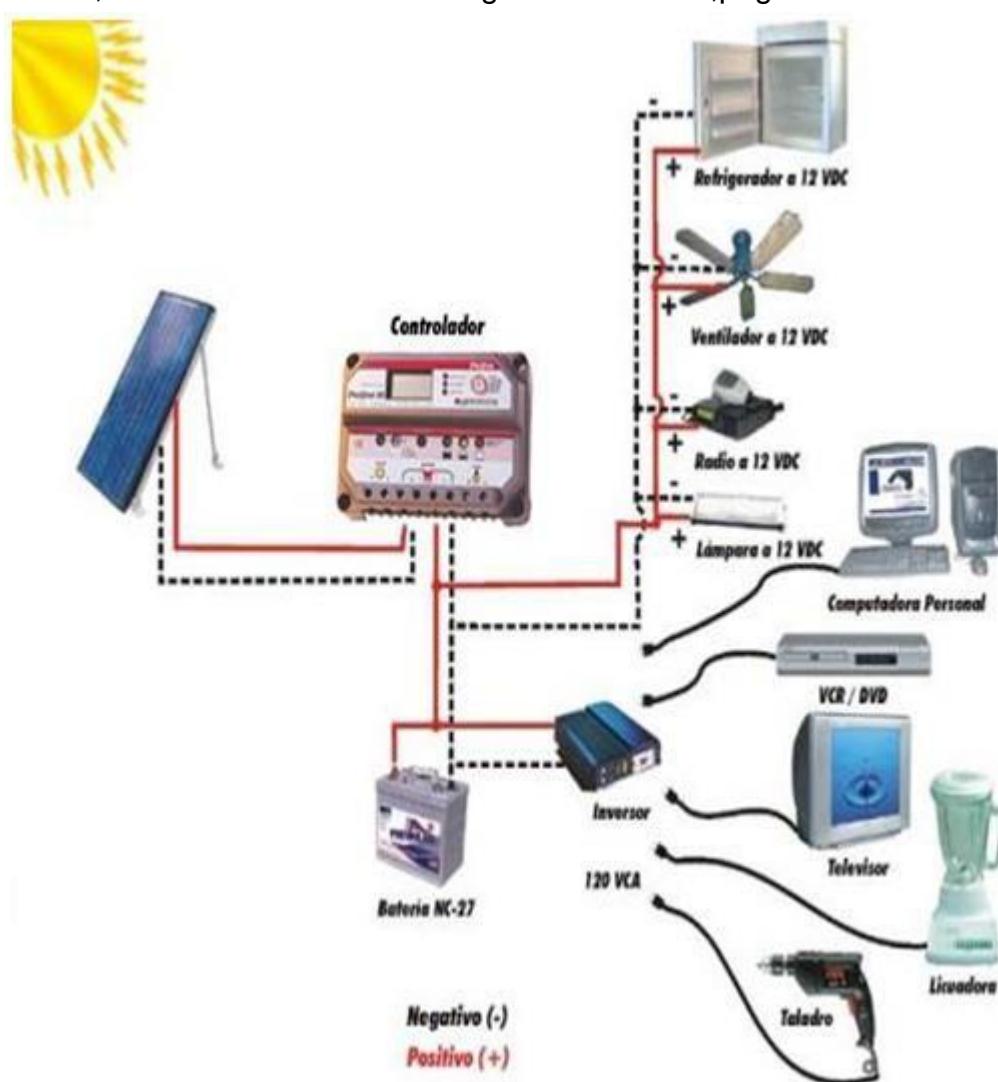 -
+
Refrigerador a 12 VDC
-
+
Ventilador a 12 VDC
Controlador
-
+
Radio a 12 VDC
-
+
Lámpara a 12 VDC
Computadora Personal
VCR / DVD
Inversor
Televisor
120 VCA
Batería NC-27
Licuadora
Taladro
Negativo (-)
Positivo (+)